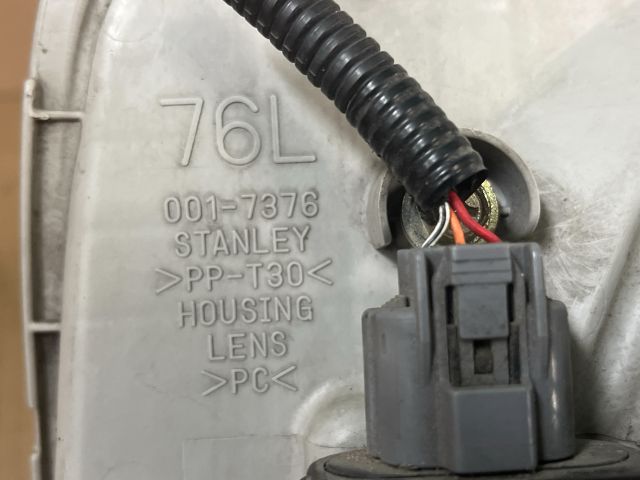 76L
001-7376
STANLEY
>PP-T30<
HOUSING
LENS
>PC<